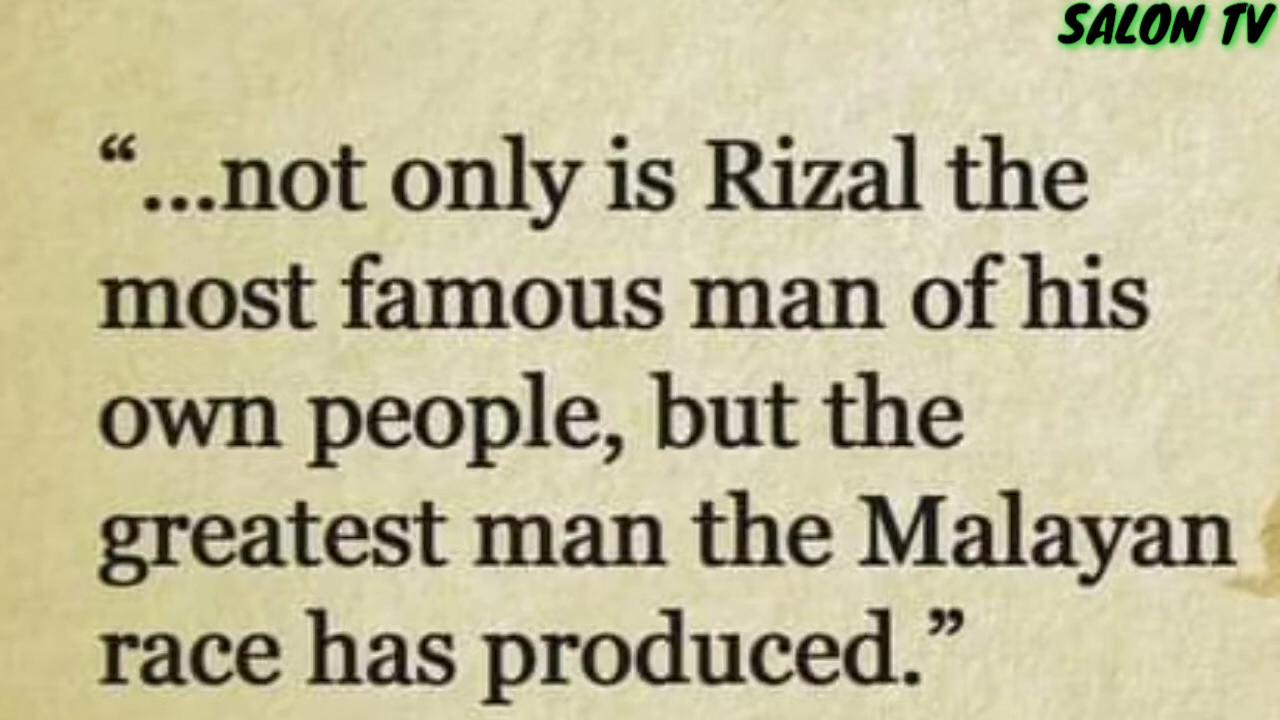 SALON TV
“...not only is Rizal the
most famous man of his
own people, but the
greatest man the Malayan
race has produced.”